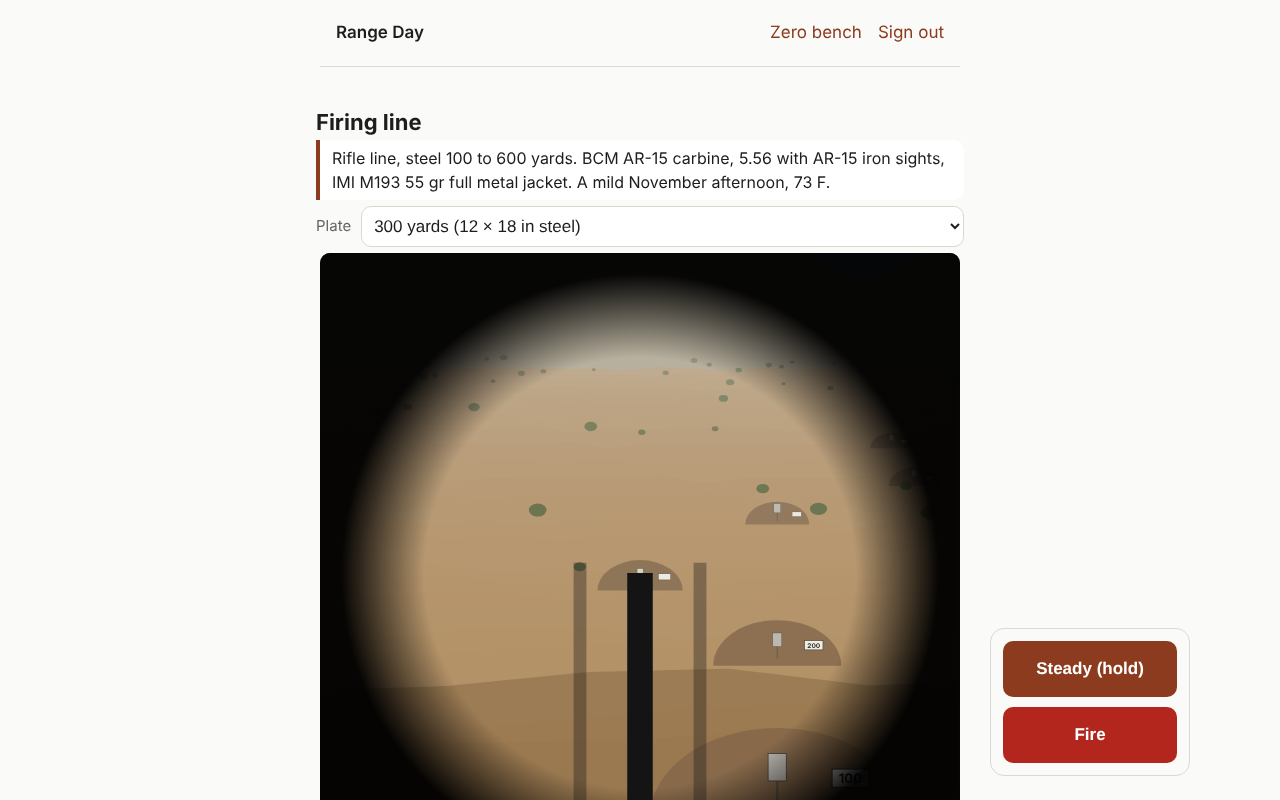 Range Day
Zero bench
Sign out
Firing line
Rifle line, steel 100 to 600 yards. BCM AR-15 carbine, 5.56 with AR-15 iron sights,
IMI M193 55 gr full metal jacket. A mild November afternoon, 73 F.
Plate
300 yards (12 × 18 in steel)
200
100
Steady (hold)
Fire